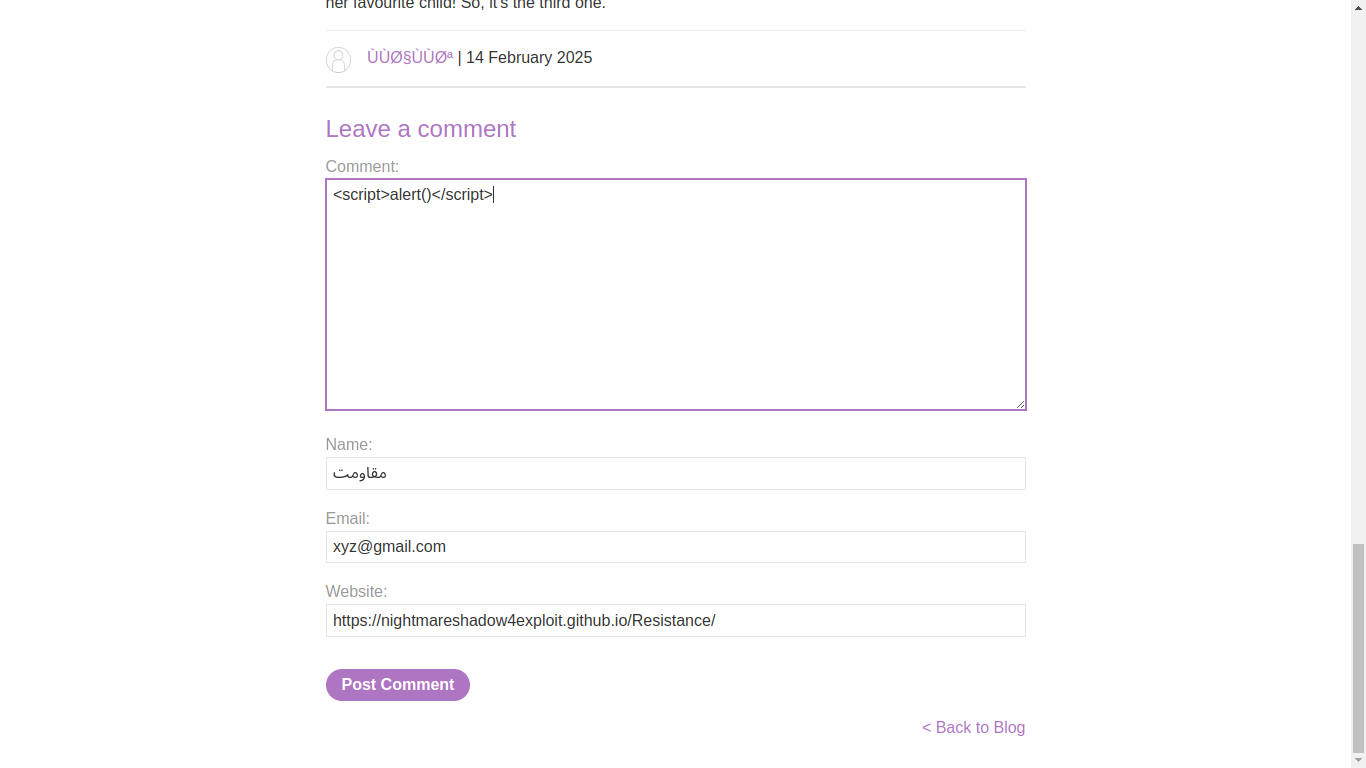 her favourite child! So, it's the third one.
ÙÙØ§ÙÙØª | 14 February 2025
Leave a comment
Comment:
<script>alert()</script>
Name:
مقاومت
Email:
xyz@gmail.com
Website:
https://nightmareshadow4exploit.github.io/Resistance/
Post Comment
< Back to Blog